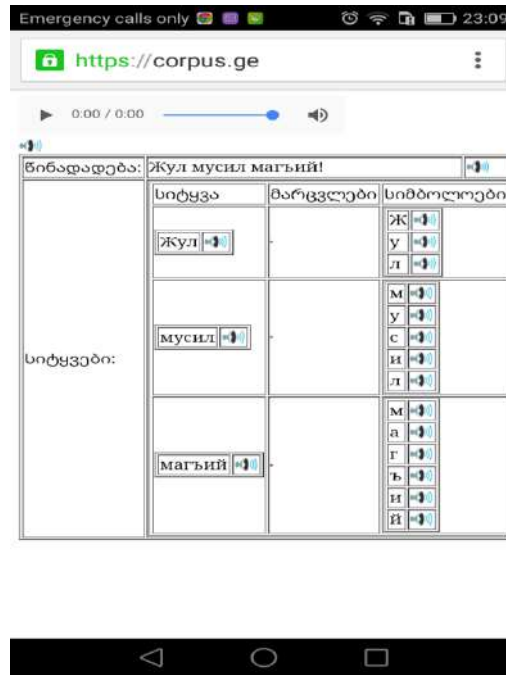 Emergency calls only 23:09
https://corpus.ge
0:00 / 0:00
წინადადება: Жул мусил магъий!
სიტყვები:
სიტყვა მარცვლები სიმბოლოები
Жул -
Ж
у
л
мусил -
м
у
с
и
л
магъий -
м
а
г
ъ
и
й